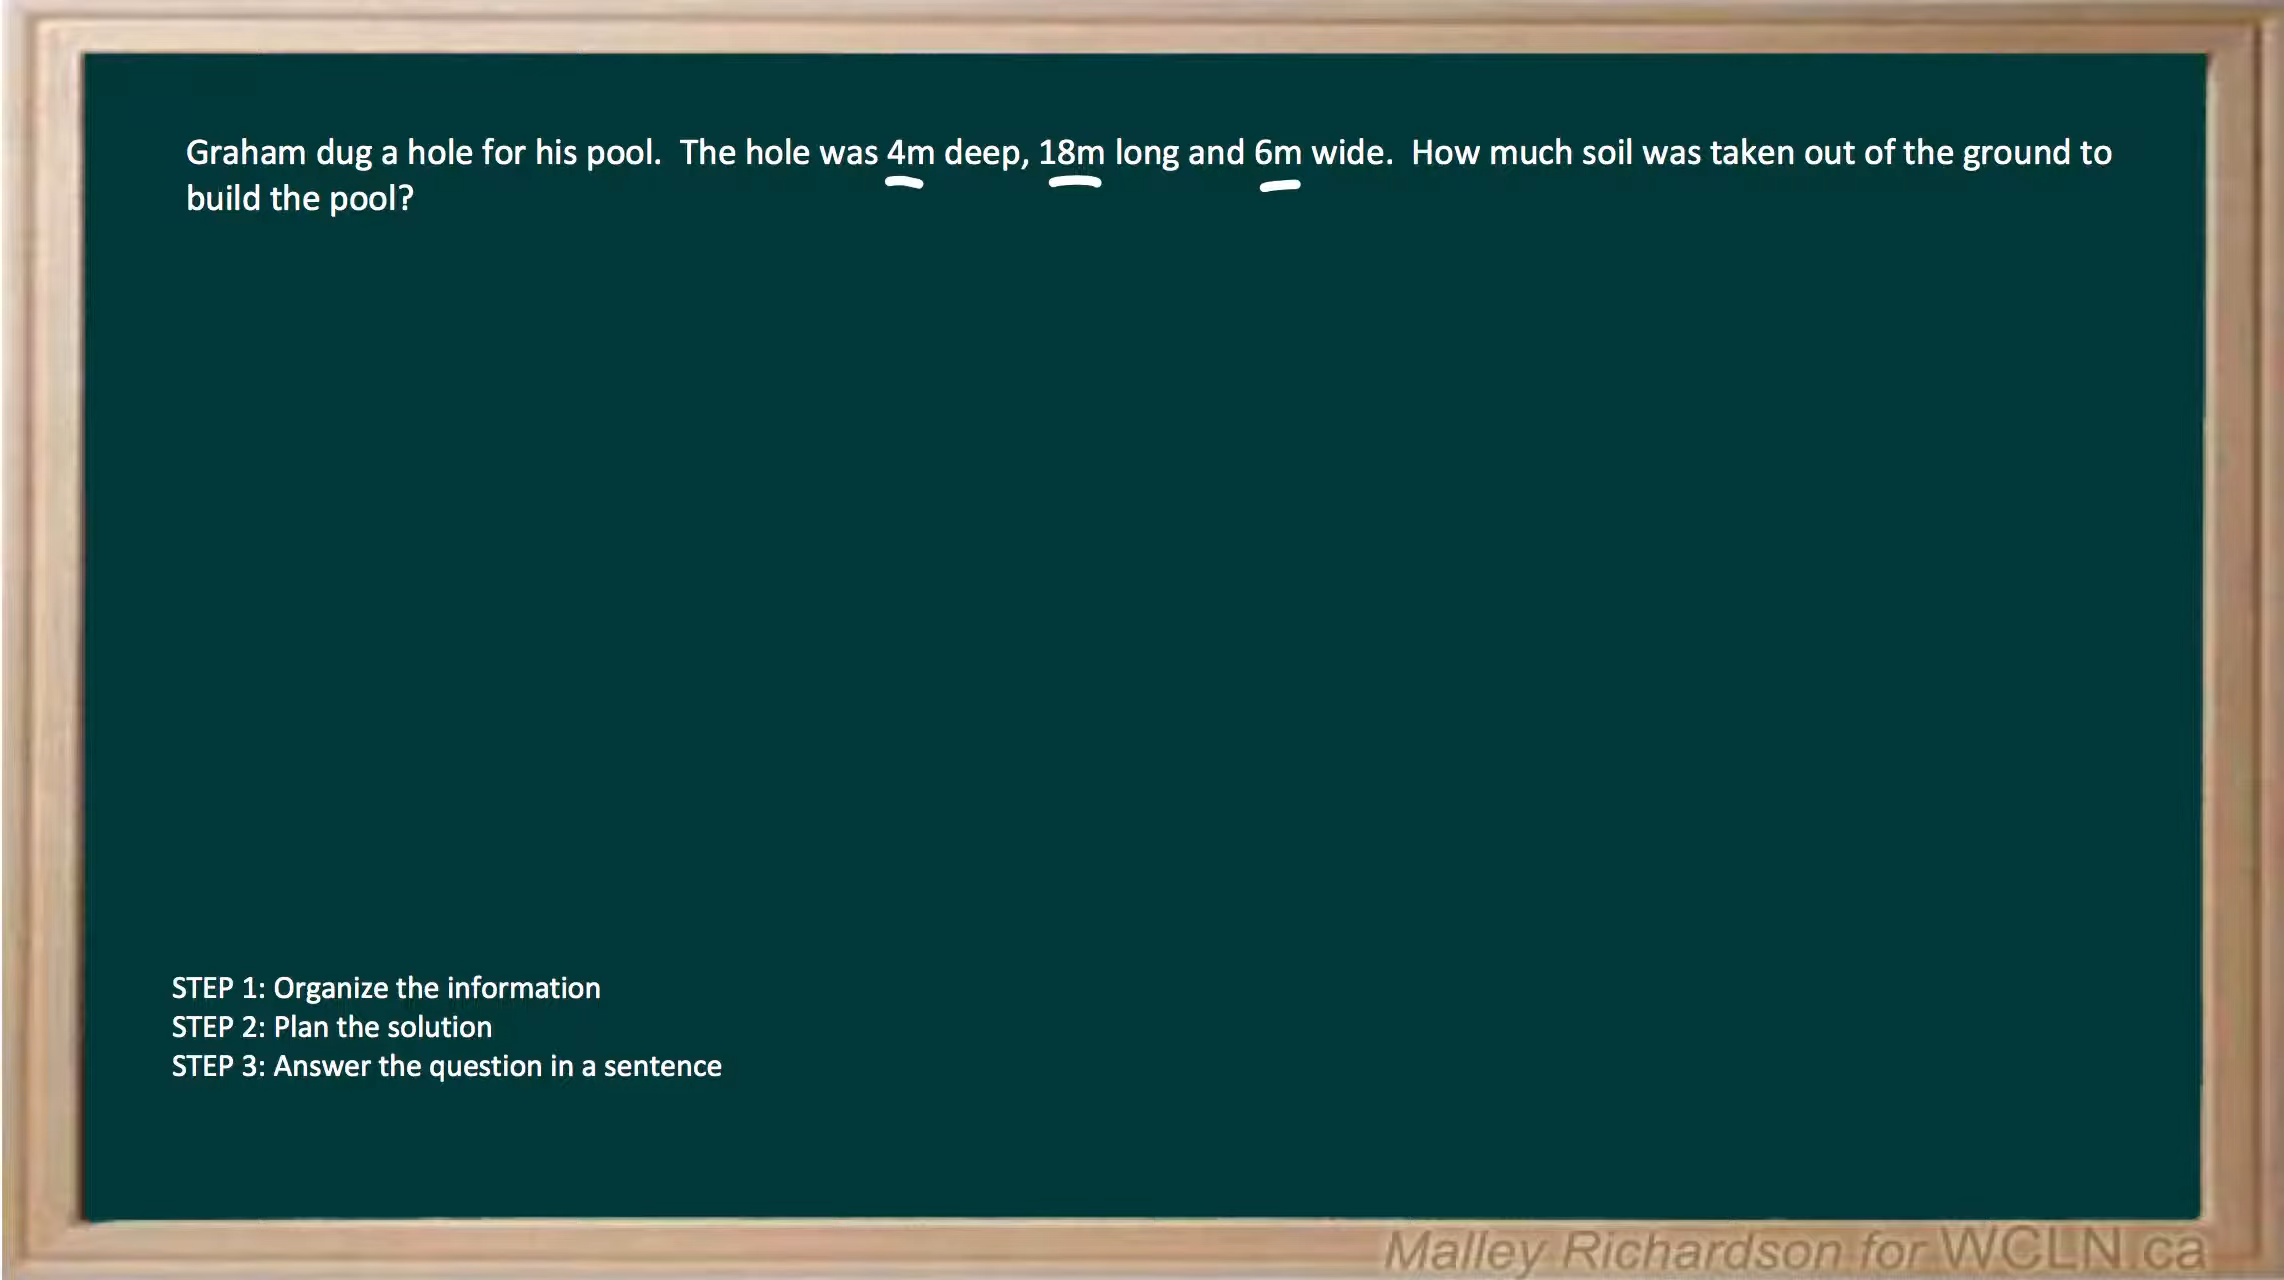 Graham dug a hole for his pool.  The hole was 4m deep, 18m long and 6m wide.  How much soil was taken out of the ground to
build the pool?
STEP 1: Organize the information
STEP 2: Plan the solution
STEP 3: Answer the question in a sentence
Malley Richardson for WCLN.ca